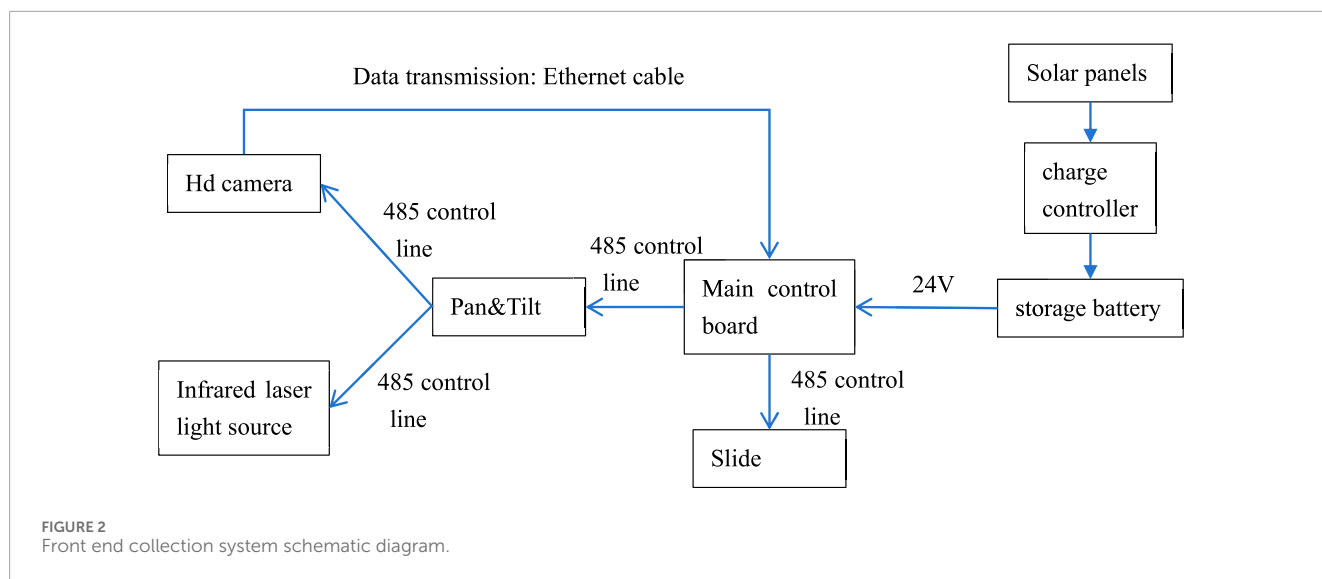 Data transmission: Ethernet cable
Solar panels
Hd camera
charge
controller
485 control
line
485 control
line
Pan&Tilt
Main control
board
24V
storage battery
Infrared laser
light source
485 control
line
485 control
line
Slide
FIGURE 2
Front end collection system schematic diagram.